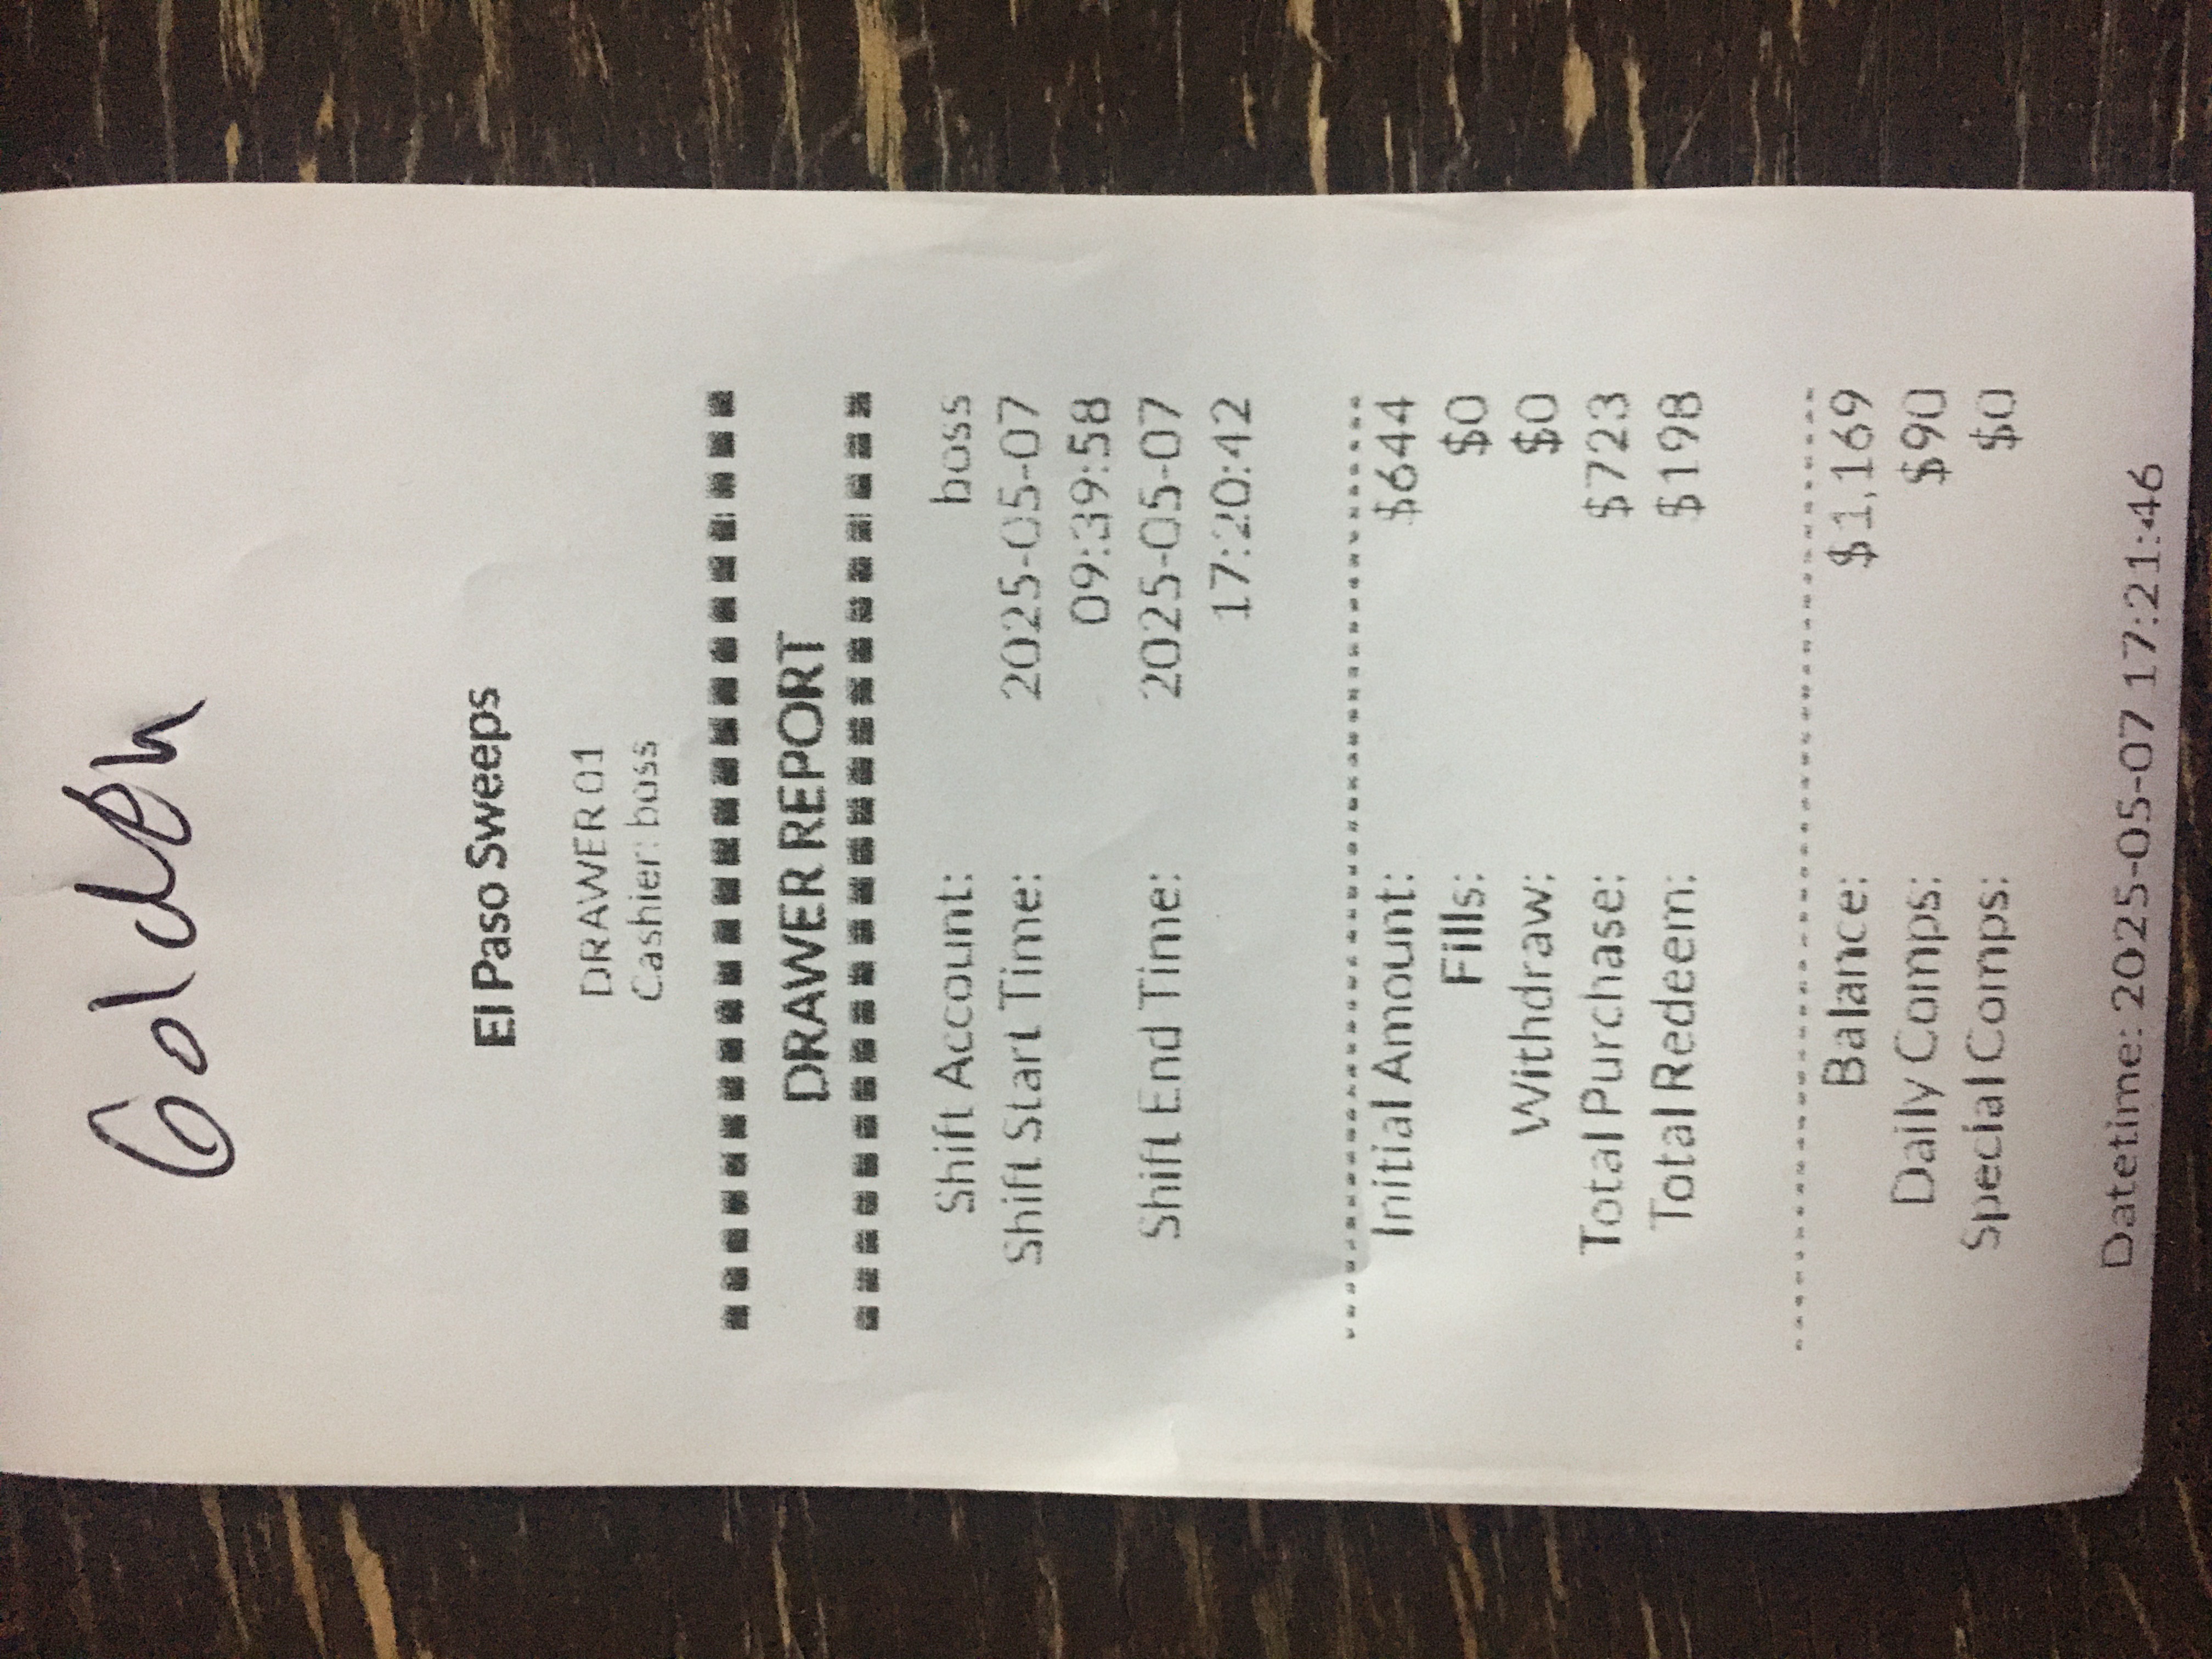 Golden
El Paso Sweeps
DRAWER01
Cashier: boss
DRAWER REPORT
Shift Account: boss
Shift Start Time: 2025-05-07
09:39:58
Shift End Time: 2025-05-07
17:20:42
Initial Amount: $644
Fills: $0
Withdraw: $0
Total Purchase: $723
Total Redeem: $198
Balance: $1,169
Daily Comps: $90
Special Comps: $0
Datetime: 2025-05-07 17:21:46